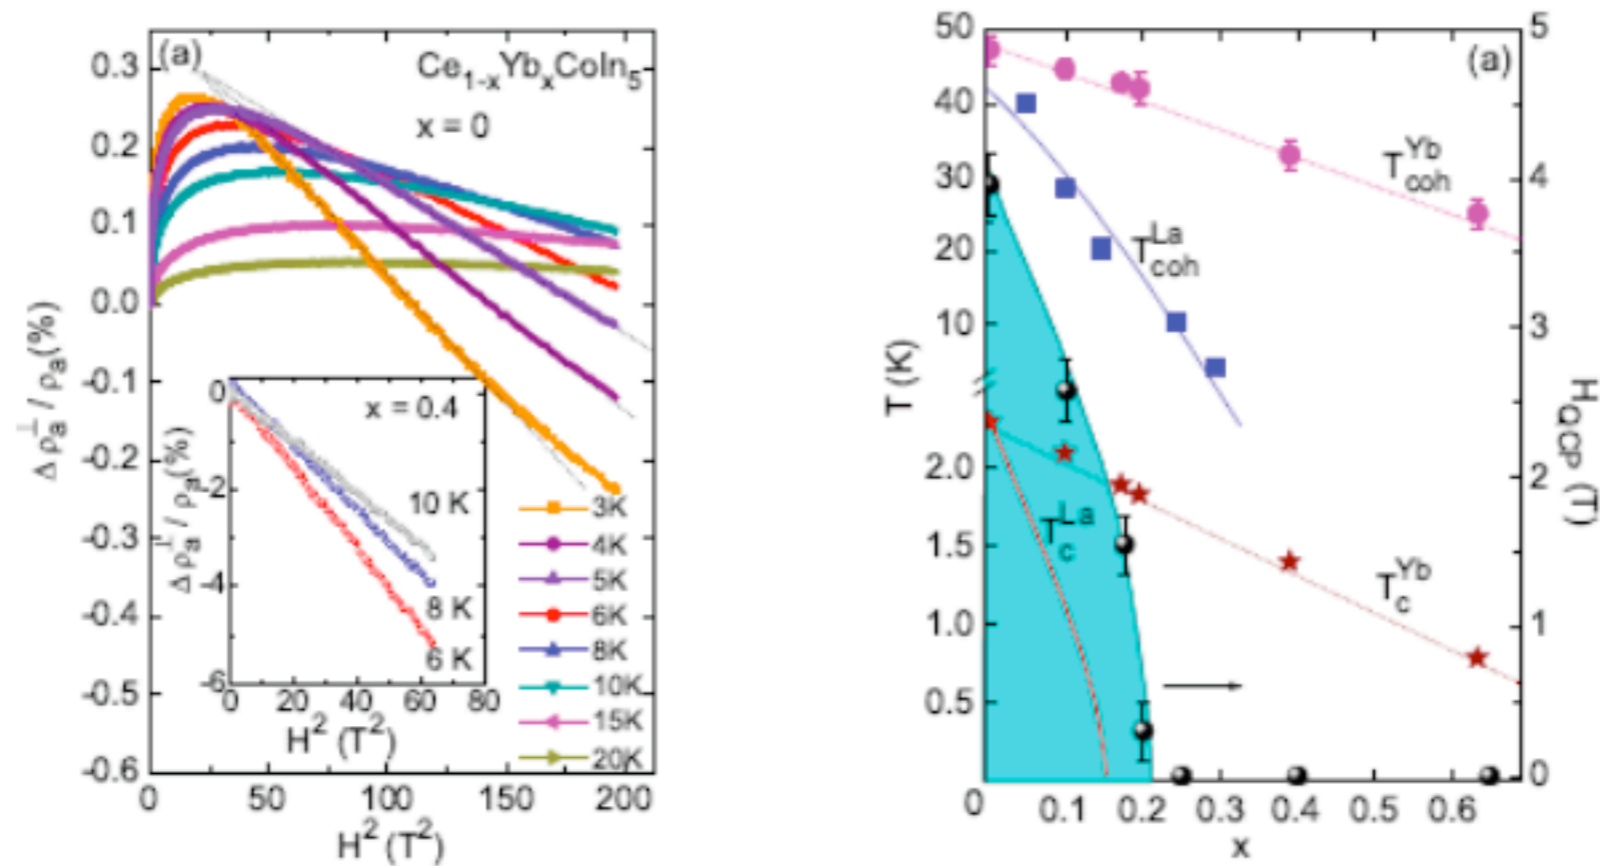 (a)
Ce1-xYbxCoIn5
x = 0
0.3
0.2
0.1
0.0
-0.1
-0.2
-0.3
-0.4
-0.5
-0.6
Δρa⊥ / ρa(%)
0
50
100
150
200
H² (T²)
x = 0.4
0
-2
-4
-6
Δρa⊥ / ρa(%)
10 K
8 K
6 K
0
20
40
60
80
H² (T²)
3K
4K
5K
6K
8K
10K
15K
20K
(a)
50
40
30
20
10
2.0
1.5
1.0
0.5
T (K)
T coh Yb
T coh La
T c La
T c Yb
5
4
3
2
1
0
HQCP (T)
0
0.1
0.2
0.3
0.4
0.5
0.6
x